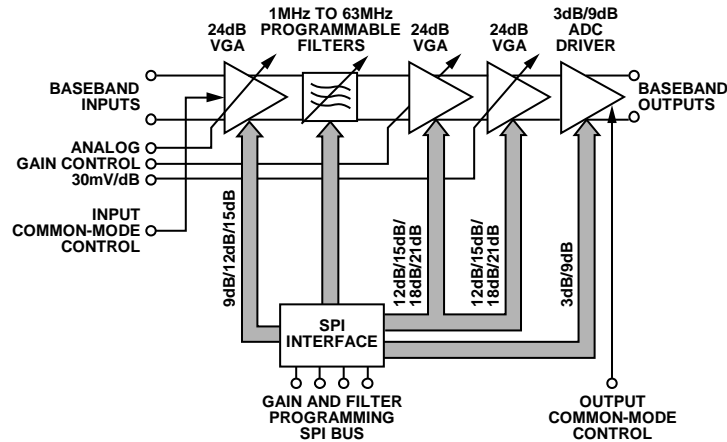 24dB
VGA
1MHz TO 63MHz
PROGRAMMABLE
FILTERS
24dB
VGA
24dB
VGA
3dB/9dB
ADC
DRIVER
BASEBAND
INPUTS
BASEBAND
OUTPUTS
ANALOG
GAIN CONTROL
30mV/dB
INPUT
COMMON-MODE
CONTROL
9dB/12dB/15dB
12dB/15dB/
18dB/21dB
12dB/15dB/
18dB/21dB
3dB/9dB
SPI
INTERFACE
GAIN AND FILTER
PROGRAMMING
SPI BUS
OUTPUT
COMMON-MODE
CONTROL